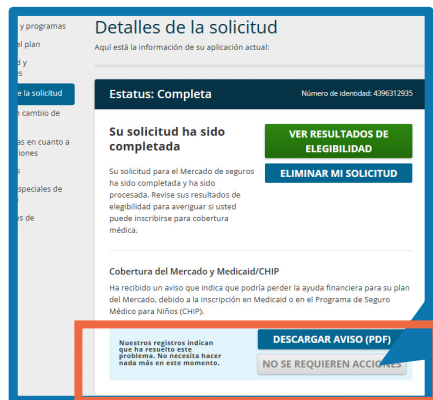 y programas
el plan
d y
es
e la solicitud
n cambio de
as en cuanto a
iones
s
speciales de
os de
Detalles de la solicitud
Aquí está la información de su aplicación actual:
Estatus: Completa
Número de identidad: 4396312935
Su solicitud ha sido
completada
Su solicitud para el Mercado de seguros
ha sido completada y ha sido
procesada. Revise sus resultados de
elegibilidad para averiguar si usted
puede inscribirse para cobertura
médica.
VER RESULTADOS DE
ELEGIBILIDAD
ELIMINAR MI SOLICITUD
Cobertura del Mercado y Medicaid/CHIP
Ha recibido un aviso que indica que podría perder la ayuda financiera para su plan
del Mercado, debido a la inscripción en Medicaid o en el Programa de Seguro
Médico para Niños (CHIP).
Nuestros registros indican
que ha resuelto este
problema. No necesita hacer
nada más en este momento.
DESCARGAR AVISO (PDF)
NO SE REQUIEREN ACCIONES